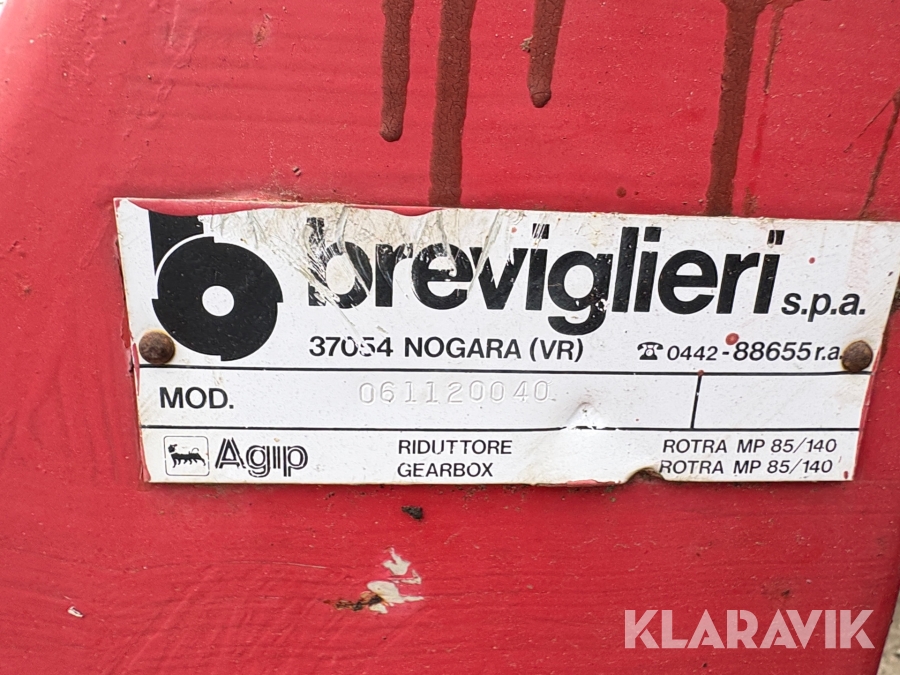 breviglieri s.p.a.
37054 NOGARA (VR) ☎ 0442-88655 r.a.
MOD. 061120040
Agip RIDUTTORE ROTRA MP 85/140
GEARBOX ROTRA MP 85/140
KLARAVIK